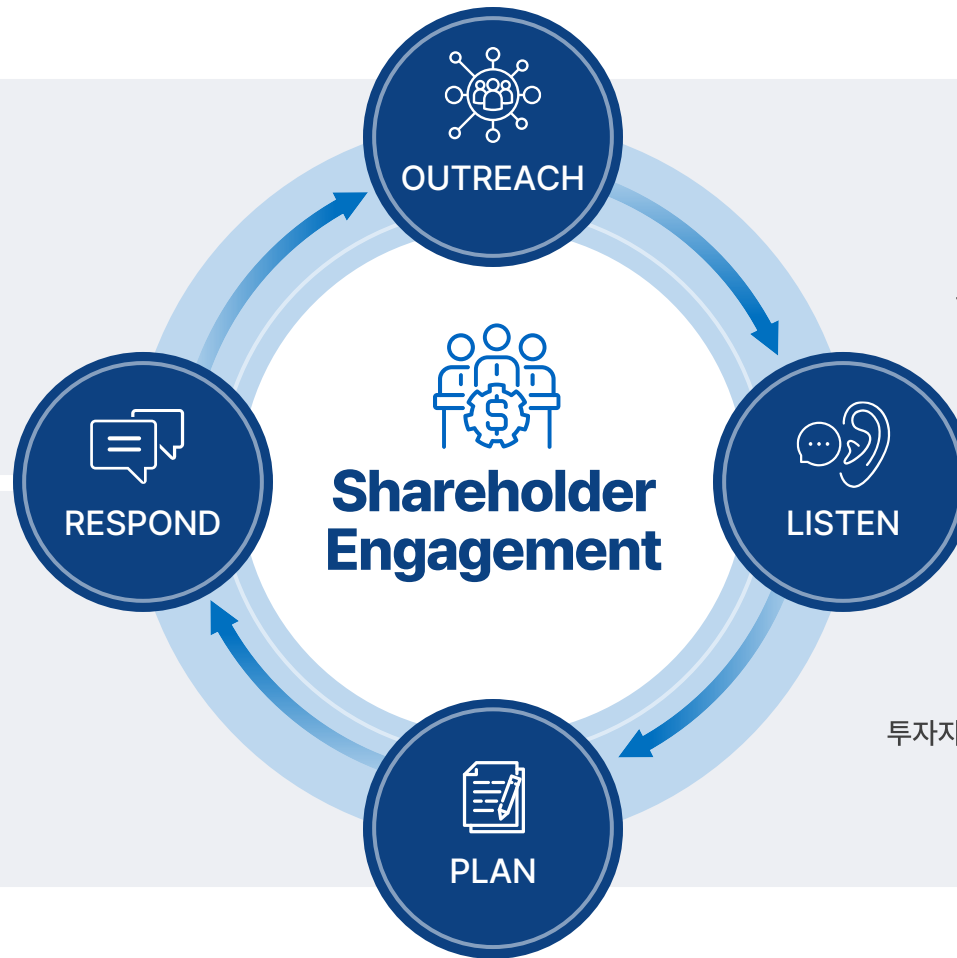 OUTREACH
Shareholder
Engagement
RESPOND
LISTEN
PLAN